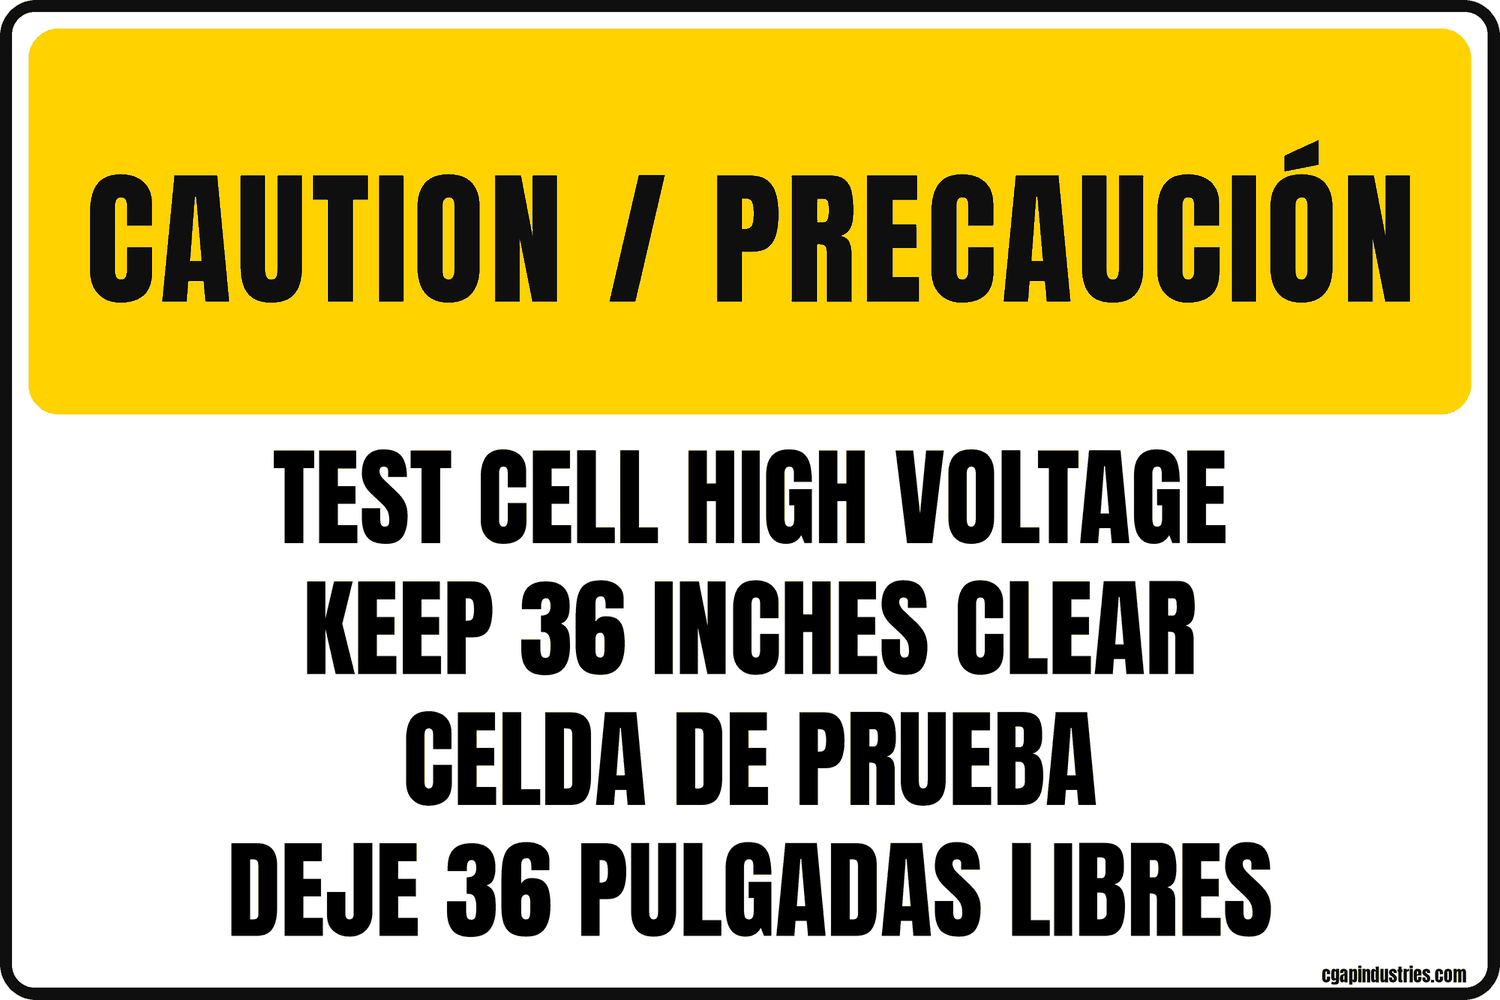 CAUTION / PRECAUCIÓN
TEST CELL HIGH VOLTAGE
KEEP 36 INCHES CLEAR
CELDA DE PRUEBA
DEJE 36 PULGADAS LIBRES
cgapindustries.com